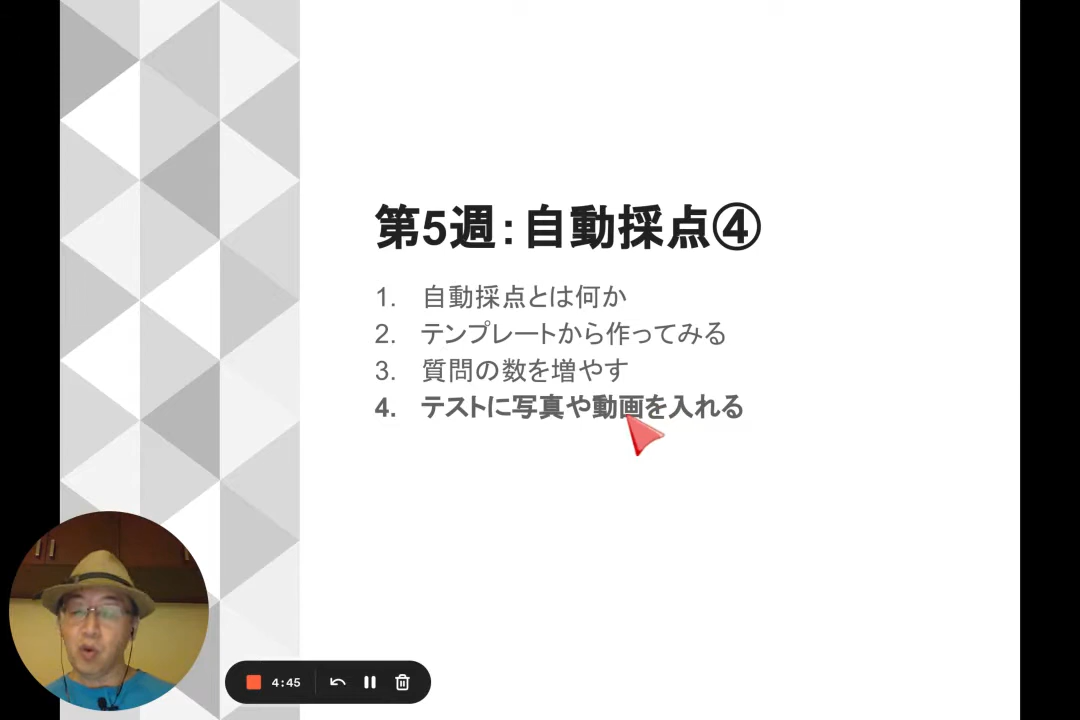 第5週：自動採点④
1. 自動採点とは何か
2. テンプレートから作ってみる
3. 質問の数を増やす
4. テストに写真や動画を入れる
4:45